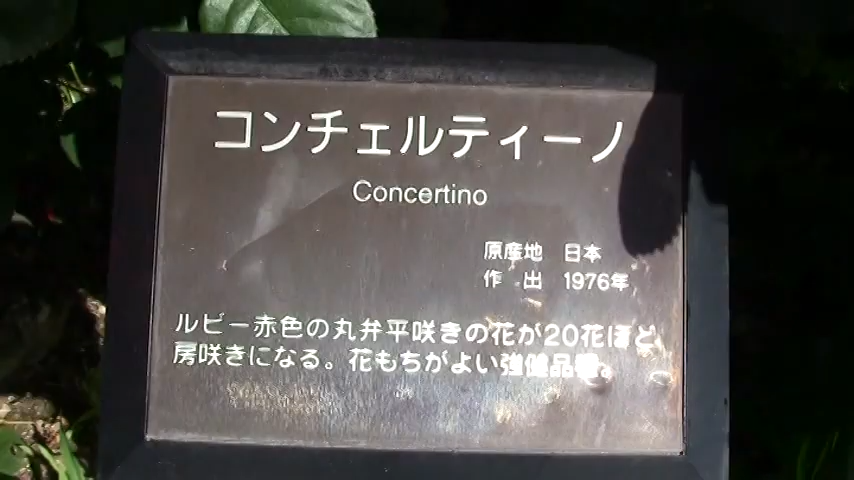 コンチェルティーノ
Concertino
原産地 日本
作 出 1976年
ルビー赤色の丸弁平咲きの花が20花ほど
房咲きになる。花もちがよい強健品種。